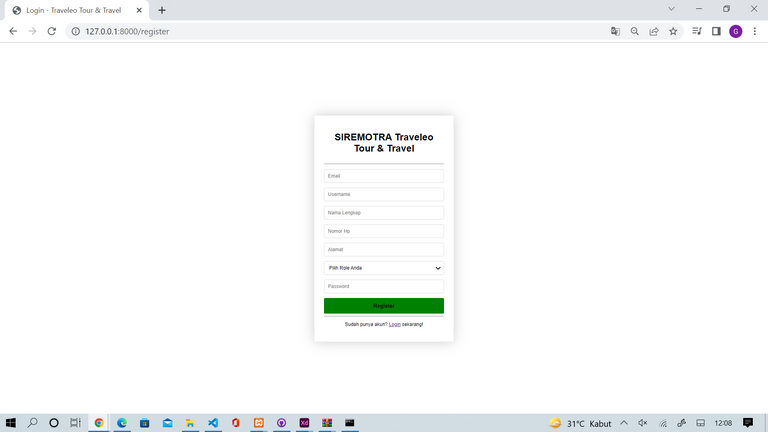 Login - Traveleo Tour & Travel
127.0.0.1:8000/register
G
SIREMOTRA Traveleo
Tour & Travel
Email
Username
Nama Lengkap
Nomor Hp
Alamat
Pilih Role Anda
Password
Register
Sudah punya akun? Login sekarang!
Xd
31°C Kabut
12:08